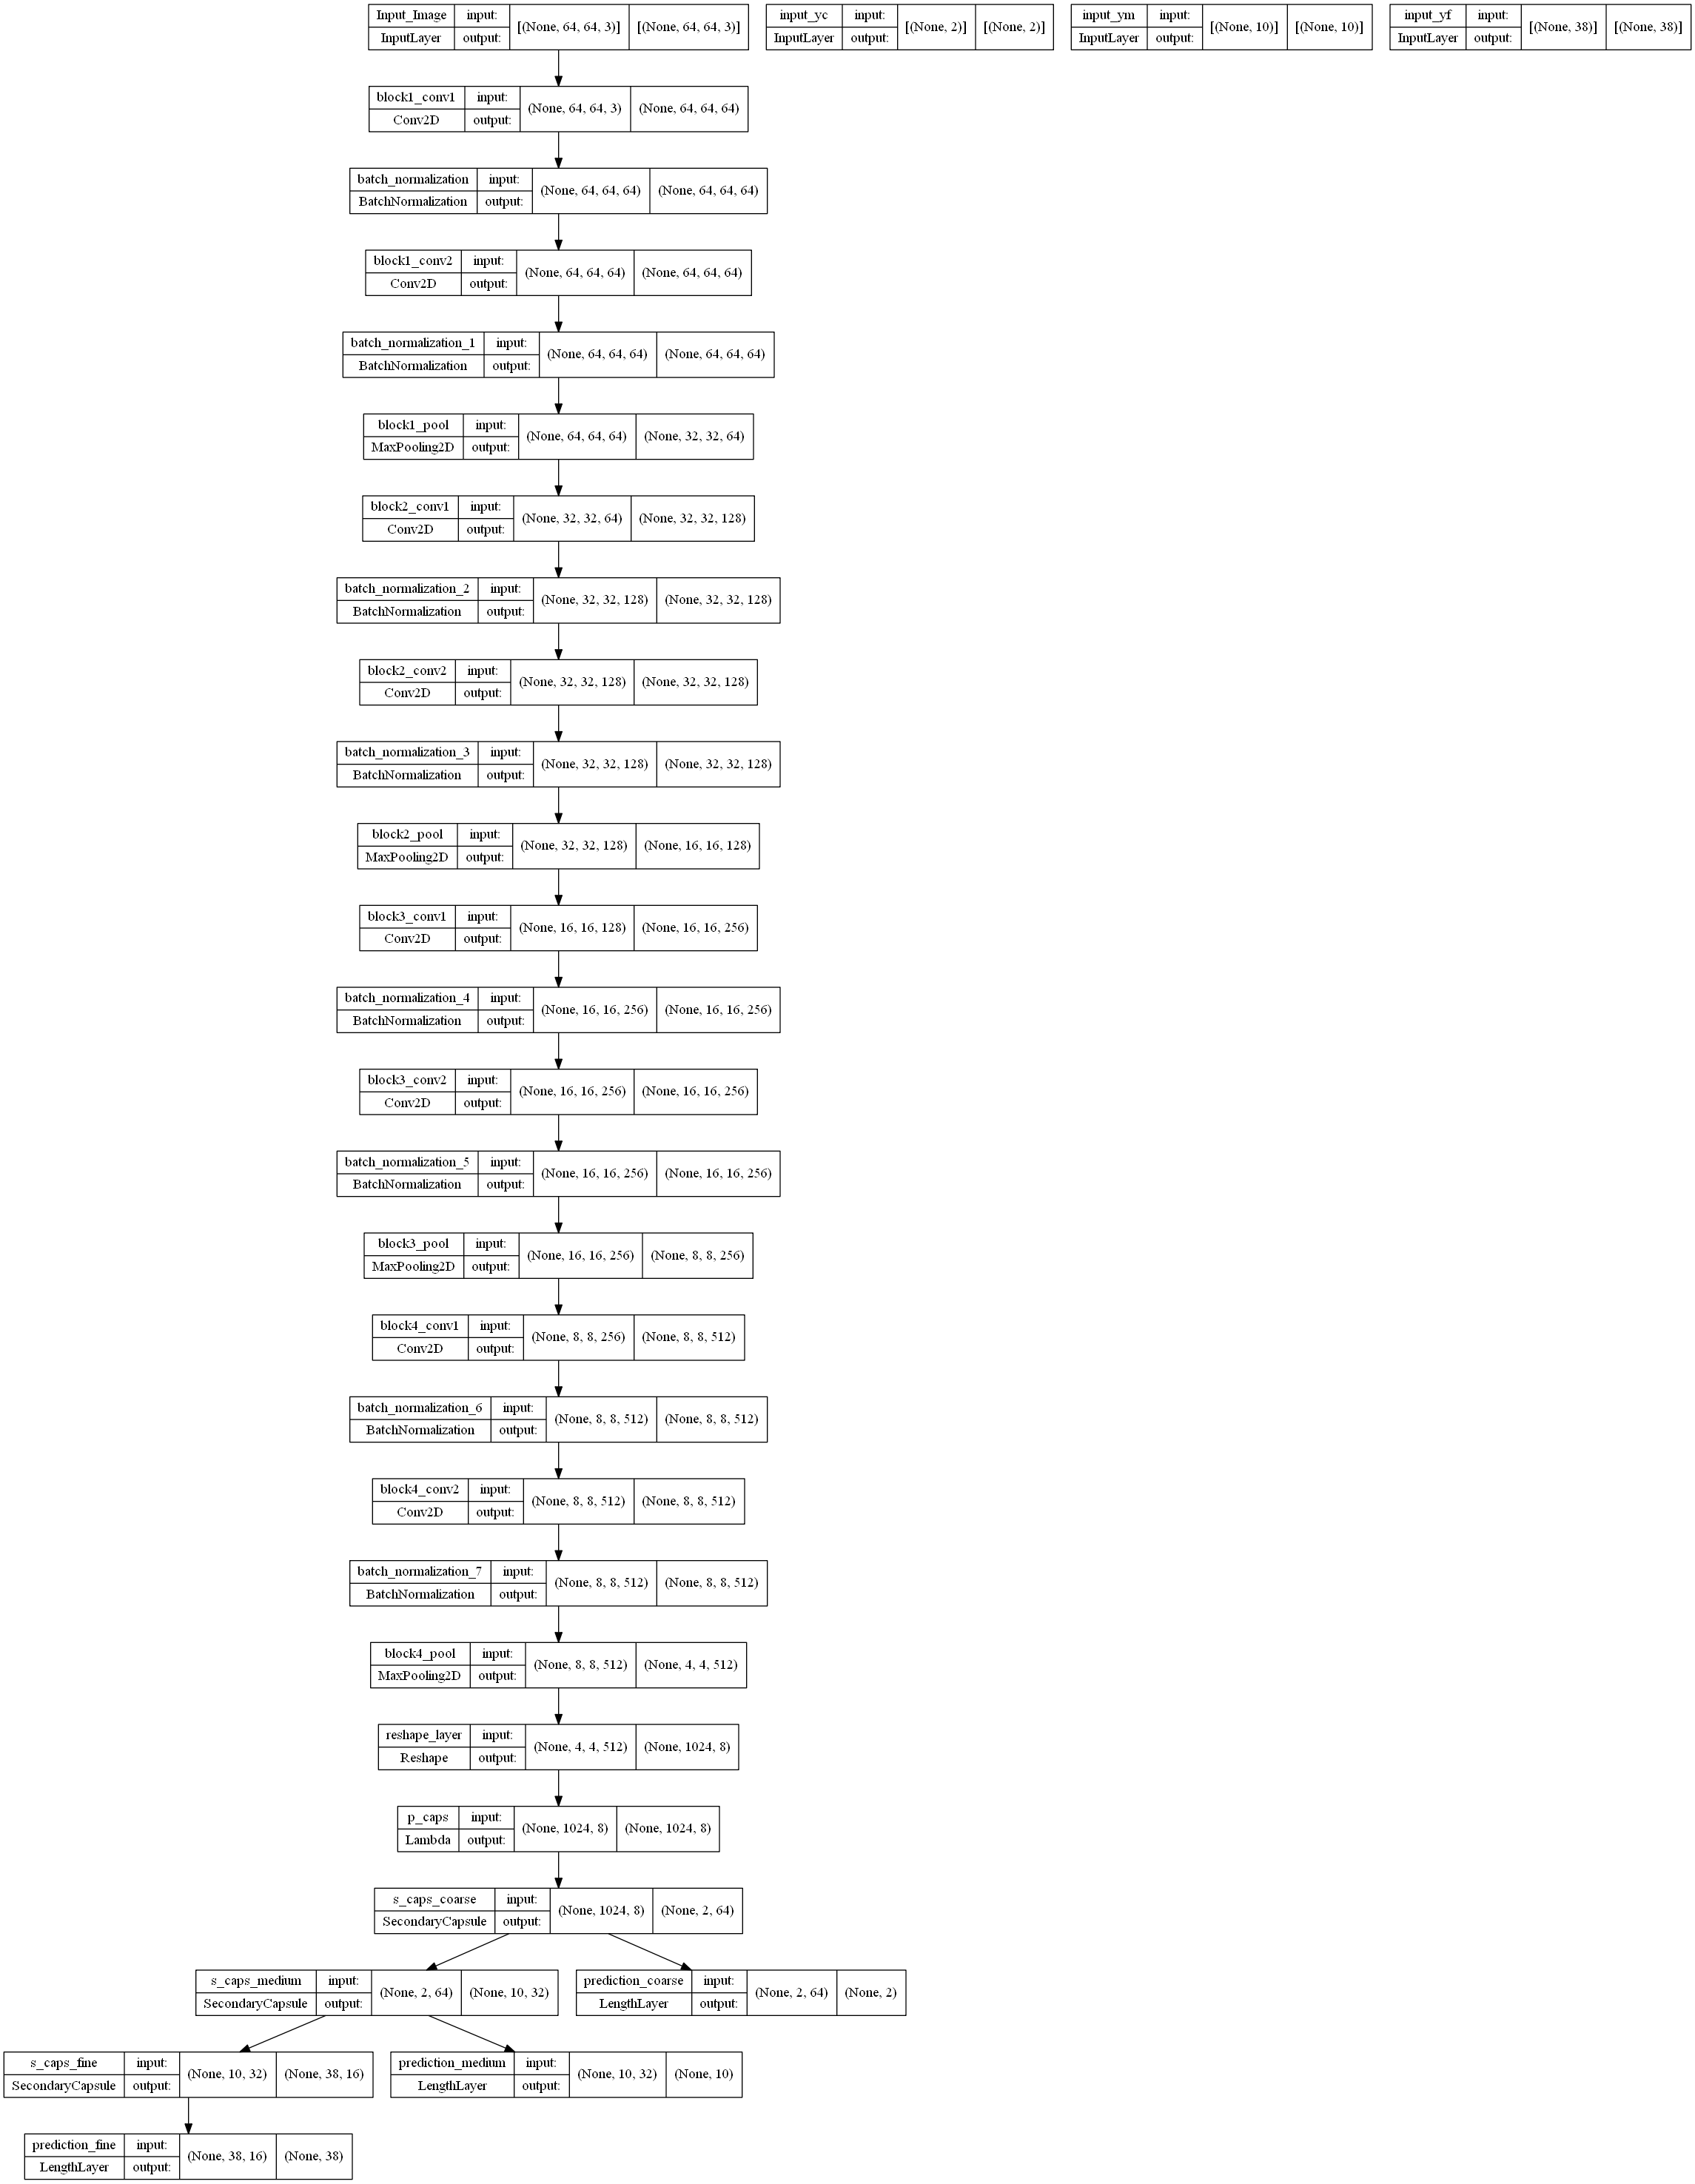 Input_Image input: [(None, 64, 64, 3)] [(None, 64, 64, 3)]
InputLayer output:
input_yc input: [(None, 2)] [(None, 2)]
InputLayer output:
input_ym input: [(None, 10)] [(None, 10)]
InputLayer output:
input_yf input: [(None, 38)] [(None, 38)]
InputLayer output:
block1_conv1 input: (None, 64, 64, 3) (None, 64, 64, 64)
Conv2D output:
batch_normalization input: (None, 64, 64, 64) (None, 64, 64, 64)
BatchNormalization output:
block1_conv2 input: (None, 64, 64, 64) (None, 64, 64, 64)
Conv2D output:
batch_normalization_1 input: (None, 64, 64, 64) (None, 64, 64, 64)
BatchNormalization output:
block1_pool input: (None, 64, 64, 64) (None, 32, 32, 64)
MaxPooling2D output:
block2_conv1 input: (None, 32, 32, 64) (None, 32, 32, 128)
Conv2D output:
batch_normalization_2 input: (None, 32, 32, 128) (None, 32, 32, 128)
BatchNormalization output:
block2_conv2 input: (None, 32, 32, 128) (None, 32, 32, 128)
Conv2D output:
batch_normalization_3 input: (None, 32, 32, 128) (None, 32, 32, 128)
BatchNormalization output:
block2_pool input: (None, 32, 32, 128) (None, 16, 16, 128)
MaxPooling2D output:
block3_conv1 input: (None, 16, 16, 128) (None, 16, 16, 256)
Conv2D output:
batch_normalization_4 input: (None, 16, 16, 256) (None, 16, 16, 256)
BatchNormalization output:
block3_conv2 input: (None, 16, 16, 256) (None, 16, 16, 256)
Conv2D output:
batch_normalization_5 input: (None, 16, 16, 256) (None, 16, 16, 256)
BatchNormalization output:
block3_pool input: (None, 16, 16, 256) (None, 8, 8, 256)
MaxPooling2D output:
block4_conv1 input: (None, 8, 8, 256) (None, 8, 8, 512)
Conv2D output:
batch_normalization_6 input: (None, 8, 8, 512) (None, 8, 8, 512)
BatchNormalization output:
block4_conv2 input: (None, 8, 8, 512) (None, 8, 8, 512)
Conv2D output:
batch_normalization_7 input: (None, 8, 8, 512) (None, 8, 8, 512)
BatchNormalization output:
block4_pool input: (None, 8, 8, 512) (None, 4, 4, 512)
MaxPooling2D output:
reshape_layer input: (None, 4, 4, 512) (None, 1024, 8)
Reshape output:
p_caps input: (None, 1024, 8) (None, 1024, 8)
Lambda output:
s_caps_coarse input: (None, 1024, 8) (None, 2, 64)
SecondaryCapsule output:
s_caps_medium input: (None, 2, 64) (None, 10, 32)
SecondaryCapsule output:
prediction_coarse input: (None, 2, 64) (None, 2)
LengthLayer output:
s_caps_fine input: (None, 10, 32) (None, 38, 16)
SecondaryCapsule output:
prediction_medium input: (None, 10, 32) (None, 10)
LengthLayer output:
prediction_fine input: (None, 38, 16) (None, 38)
LengthLayer output: